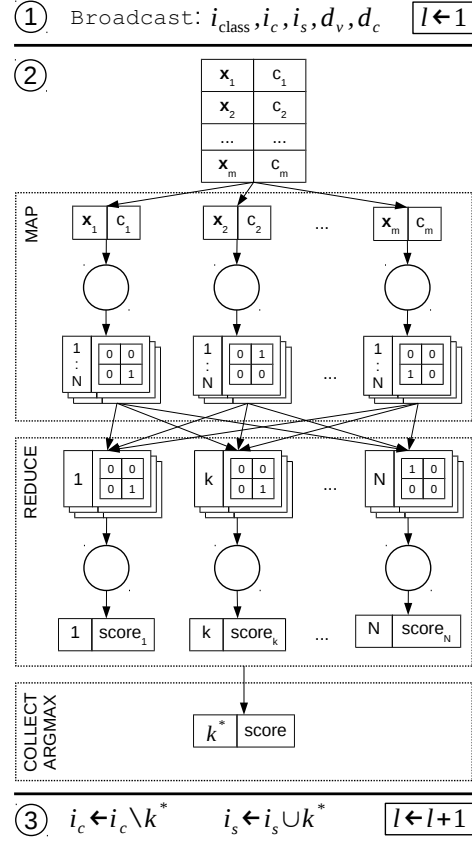 ① Broadcast: i_class, i_c, i_s, d_v, d_c l←1
②
x_1 c_1
x_2 c_2
... ...
x_m c_m
MAP
x_1 c_1 x_2 c_2 ... x_m c_m
1 : N 0 0 1 : N 0 1 ... 1 : N 0 0
0 1 0 0 1 0
REDUCE
1 0 0 k 0 0 ... N 1 0
0 1 0 1 0 0
1 score_1 k score_k ... N score_N
COLLECT
ARGMAX
k* score
③ i_c←i_c\k* i_s←i_s∪k* l←l+1